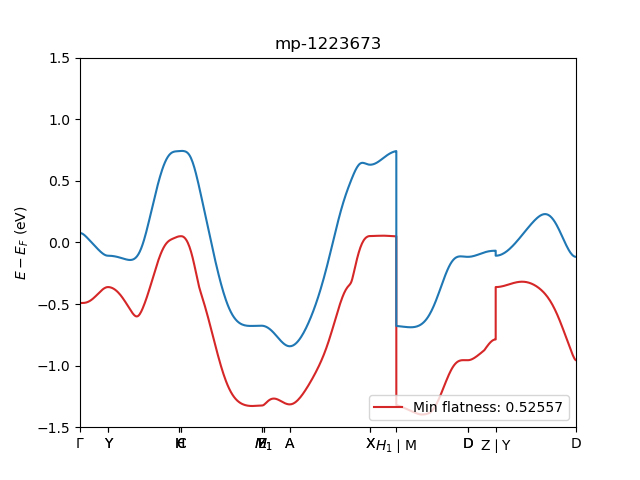 mp-1223673
E − E_F (eV)
1.5
1.0
0.5
0.0
−0.5
−1.0
−1.5
Min flatness: 0.52557
Γ Y C A X H₁ | M D Z | Y D